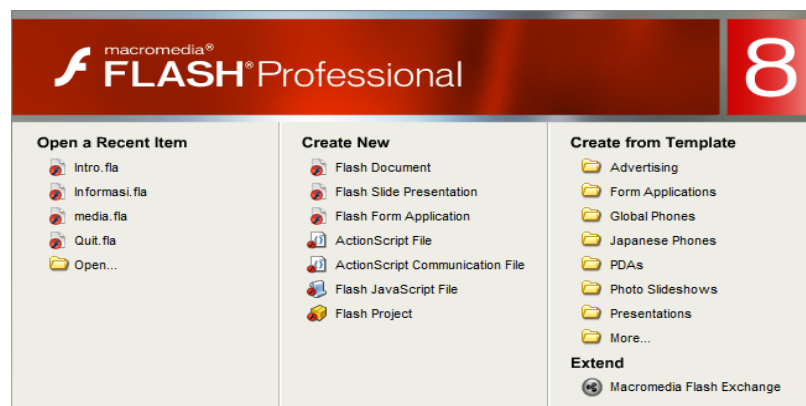 macromedia®
FLASH® Professional
8
Open a Recent Item
Intro.fla
Informasi.fla
media.fla
Quit.fla
Open...
Create New
Flash Document
Flash Slide Presentation
Flash Form Application
ActionScript File
ActionScript Communication File
Flash JavaScript File
Flash Project
Create from Template
Advertising
Form Applications
Global Phones
Japanese Phones
PDAs
Photo Slideshows
Presentations
More...
Extend
Macromedia Flash Exchange